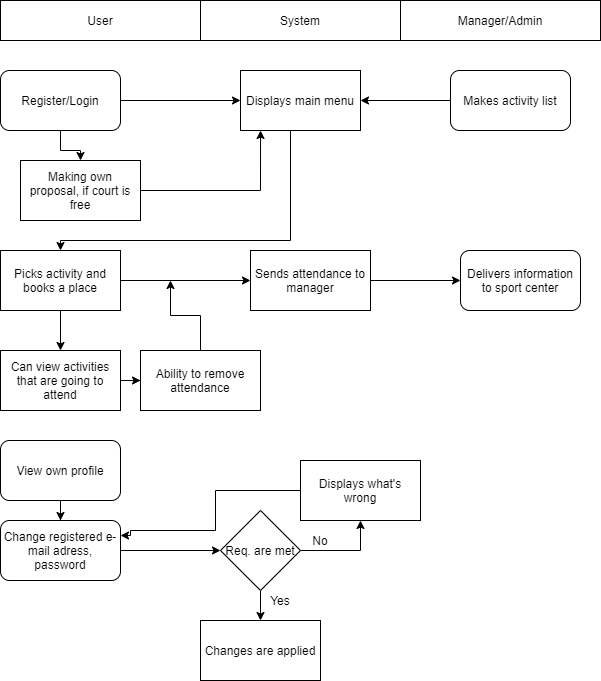 User
System
Manager/Admin
Register/Login
Displays main menu
Makes activity list
Making own
proposal, if court is
free
Picks activity and
books a place
Sends attendance to
manager
Delivers information
to sport center
Can view activities
that are going to
attend
Ability to remove
attendance
View own profile
Displays what's
wrong
Change registered e-
mail adress,
password
Req. are met
No
Yes
Changes are applied